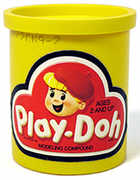 AGES
2 AND UP
Play-Doh
MODELING COMPOUND